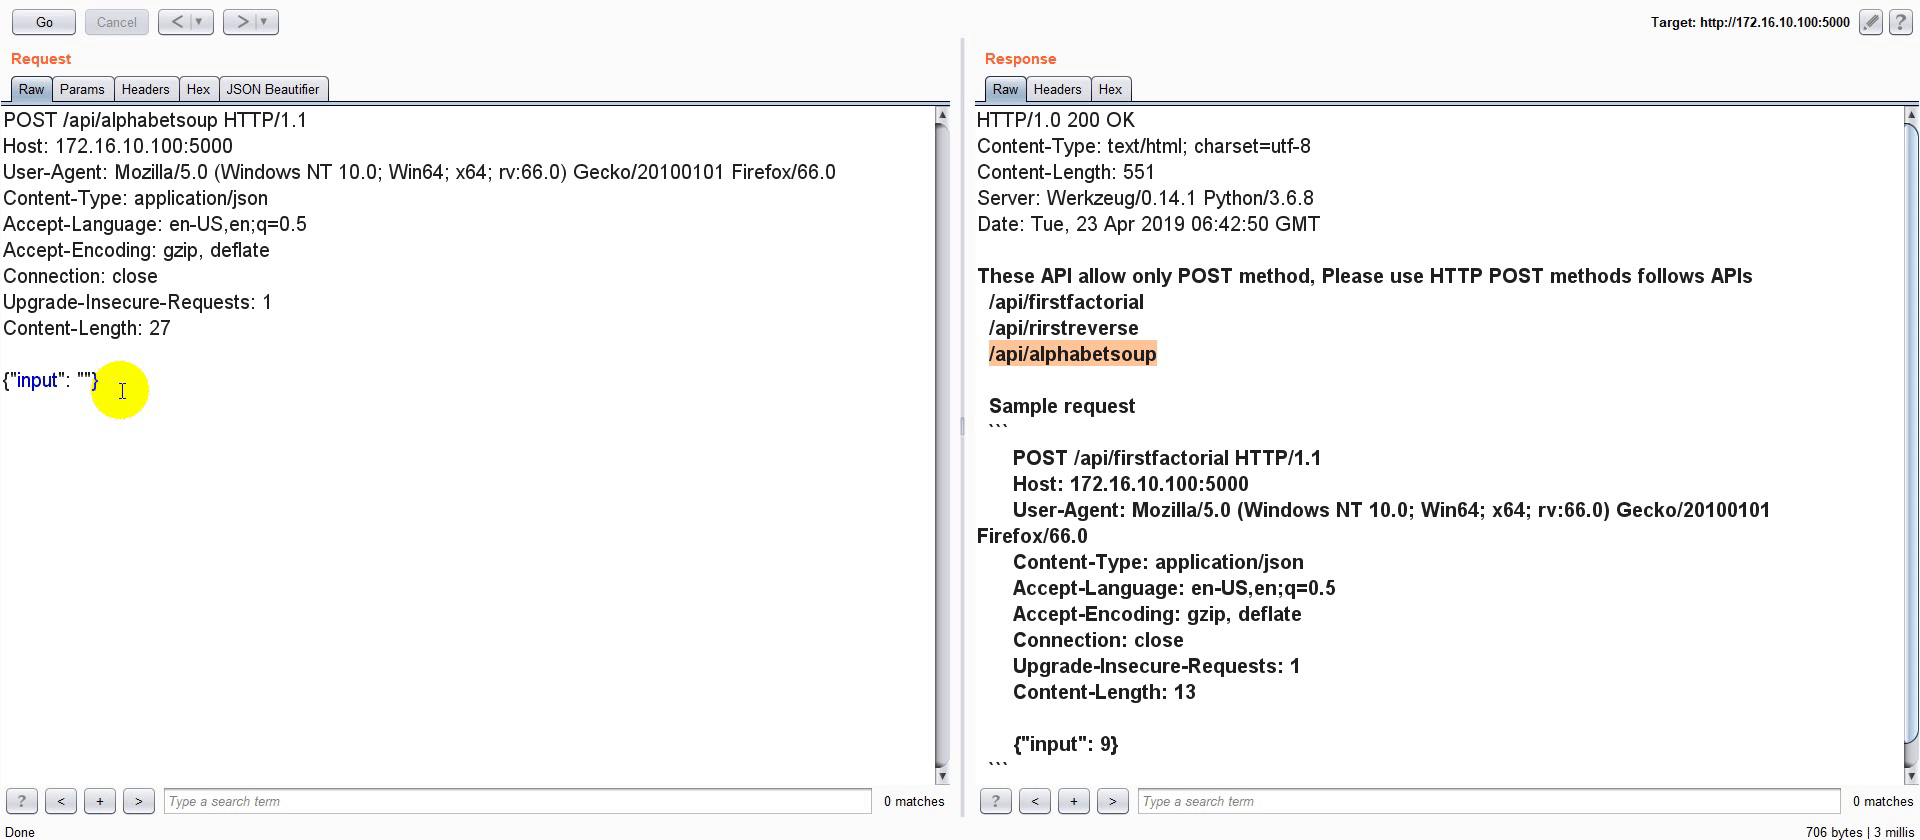 Go Cancel < > Target: http://172.16.10.100:5000 ?
Request
Raw Params Headers Hex JSON Beautifier
POST /api/alphabetsoup HTTP/1.1
Host: 172.16.10.100:5000
User-Agent: Mozilla/5.0 (Windows NT 10.0; Win64; x64; rv:66.0) Gecko/20100101 Firefox/66.0
Content-Type: application/json
Accept-Language: en-US,en;q=0.5
Accept-Encoding: gzip, deflate
Connection: close
Upgrade-Insecure-Requests: 1
Content-Length: 27
{"input": ""}
? < + > Type a search term 0 matches
Done
Response
Raw Headers Hex
HTTP/1.0 200 OK
Content-Type: text/html; charset=utf-8
Content-Length: 551
Server: Werkzeug/0.14.1 Python/3.6.8
Date: Tue, 23 Apr 2019 06:42:50 GMT
These API allow only POST method, Please use HTTP POST methods follows APIs
/api/firstfactorial
/api/rirstreverse
/api/alphabetsoup
Sample request
```
POST /api/firstfactorial HTTP/1.1
Host: 172.16.10.100:5000
User-Agent: Mozilla/5.0 (Windows NT 10.0; Win64; x64; rv:66.0) Gecko/20100101
Firefox/66.0
Content-Type: application/json
Accept-Language: en-US,en;q=0.5
Accept-Encoding: gzip, deflate
Connection: close
Upgrade-Insecure-Requests: 1
Content-Length: 13
{"input": 9}
```
? < + > Type a search term 0 matches
706 bytes | 3 millis